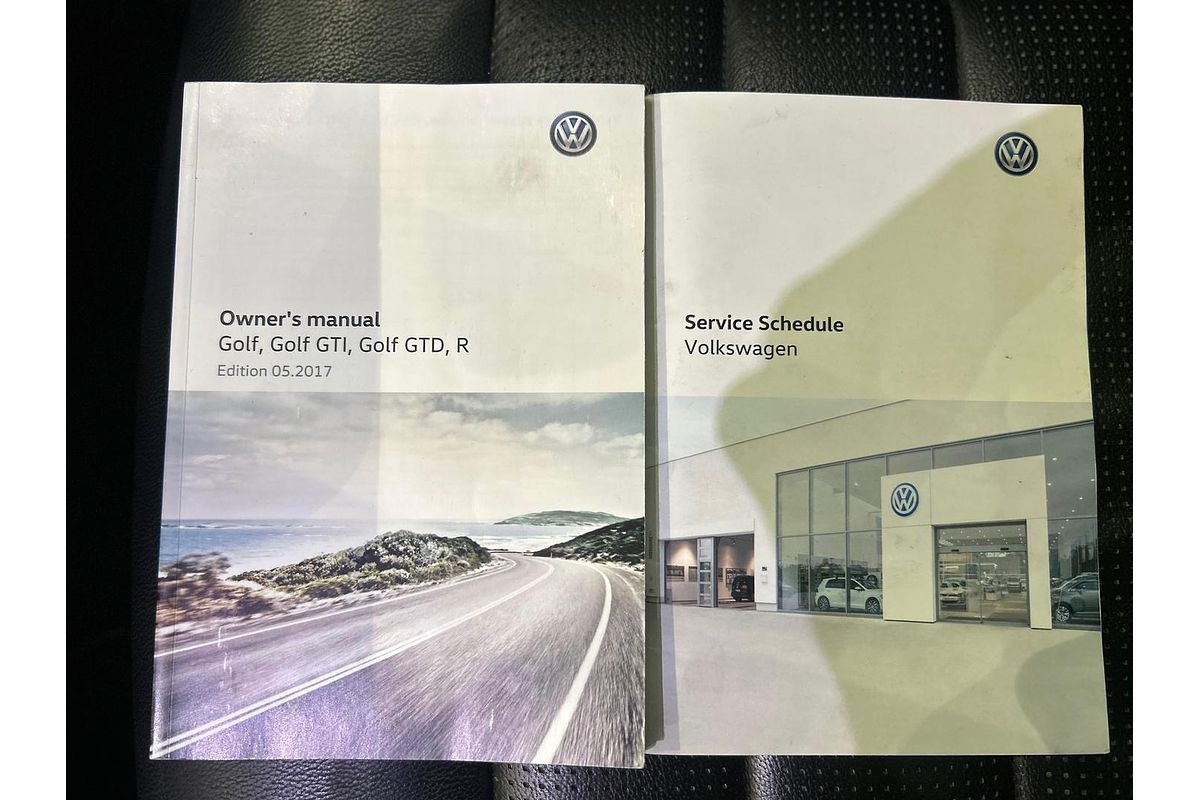 Owner's manual
Golf, Golf GTI, Golf GTD, R
Edition 05.2017
Service Schedule
Volkswagen